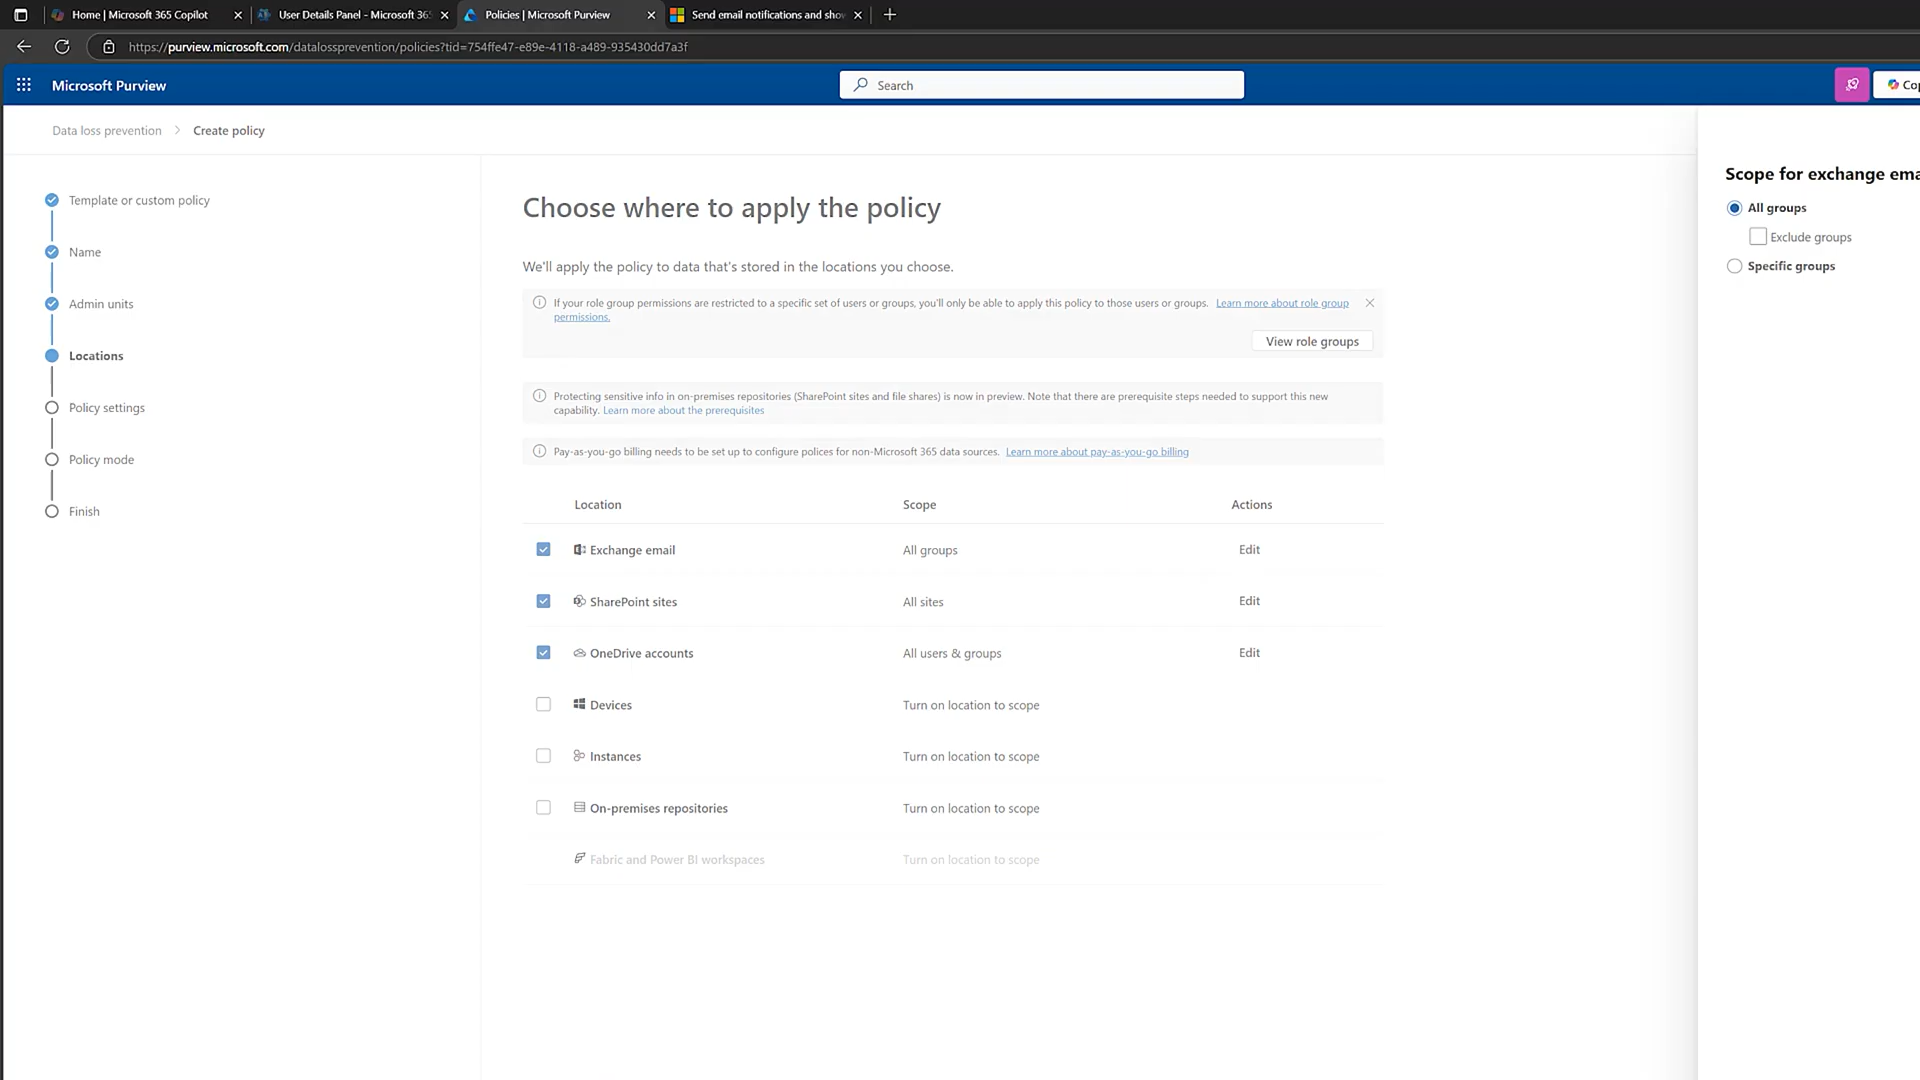 Home | Microsoft 365 Copilot
User Details Panel - Microsoft 365
Policies | Microsoft Purview
Send email notifications and show
https://purview.microsoft.com/datalossprevention/policies?tid=754ffe47-e89e-4118-a489-935430dd7a3f
Microsoft Purview
Search
Cop
Data loss prevention > Create policy
Template or custom policy
Name
Admin units
Locations
Policy settings
Policy mode
Finish
Choose where to apply the policy
We'll apply the policy to data that's stored in the locations you choose.
If your role group permissions are restricted to a specific set of users or groups, you'll only be able to apply this policy to those users or groups. Learn more about role group
permissions.
View role groups
Protecting sensitive info in on-premises repositories (SharePoint sites and file shares) is now in preview. Note that there are prerequisite steps needed to support this new
capability. Learn more about the prerequisites
Pay-as-you-go billing needs to be set up to configure polices for non-Microsoft 365 data sources. Learn more about pay-as-you-go billing
Location Scope Actions
Exchange email All groups Edit
SharePoint sites All sites Edit
OneDrive accounts All users & groups Edit
Devices Turn on location to scope
Instances Turn on location to scope
On-premises repositories Turn on location to scope
Fabric and Power BI workspaces Turn on location to scope
Scope for exchange ema
All groups
Exclude groups
Specific groups